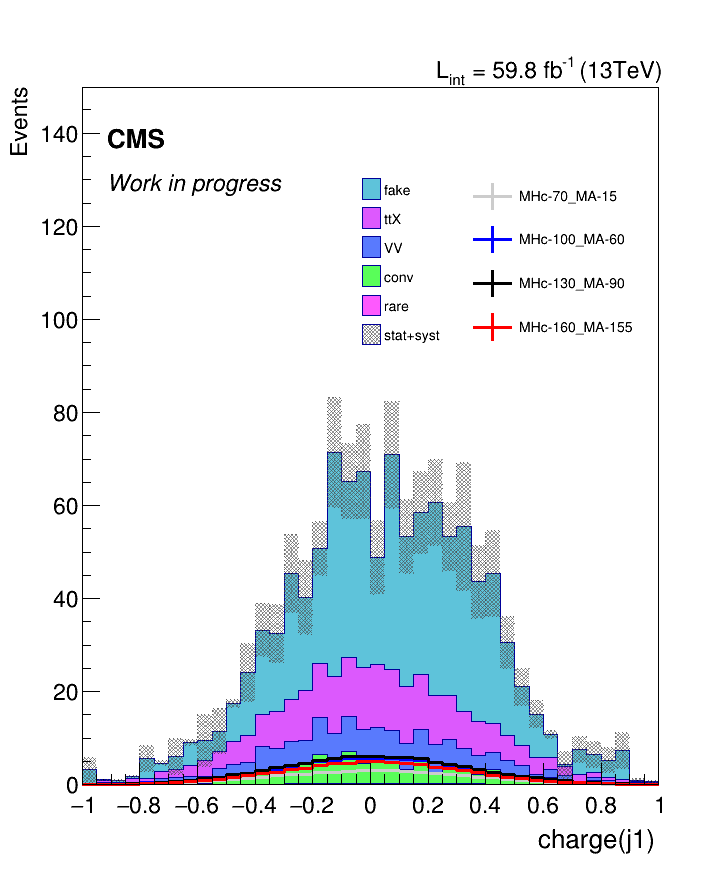 L_int = 59.8 fb^-1 (13TeV)
Events
CMS
Work in progress
fake
ttX
VV
conv
rare
stat+syst
MHc-70_MA-15
MHc-100_MA-60
MHc-130_MA-90
MHc-160_MA-155
140
120
100
80
60
40
20
0
−1 −0.8 −0.6 −0.4 −0.2 0 0.2 0.4 0.6 0.8 1
charge(j1)